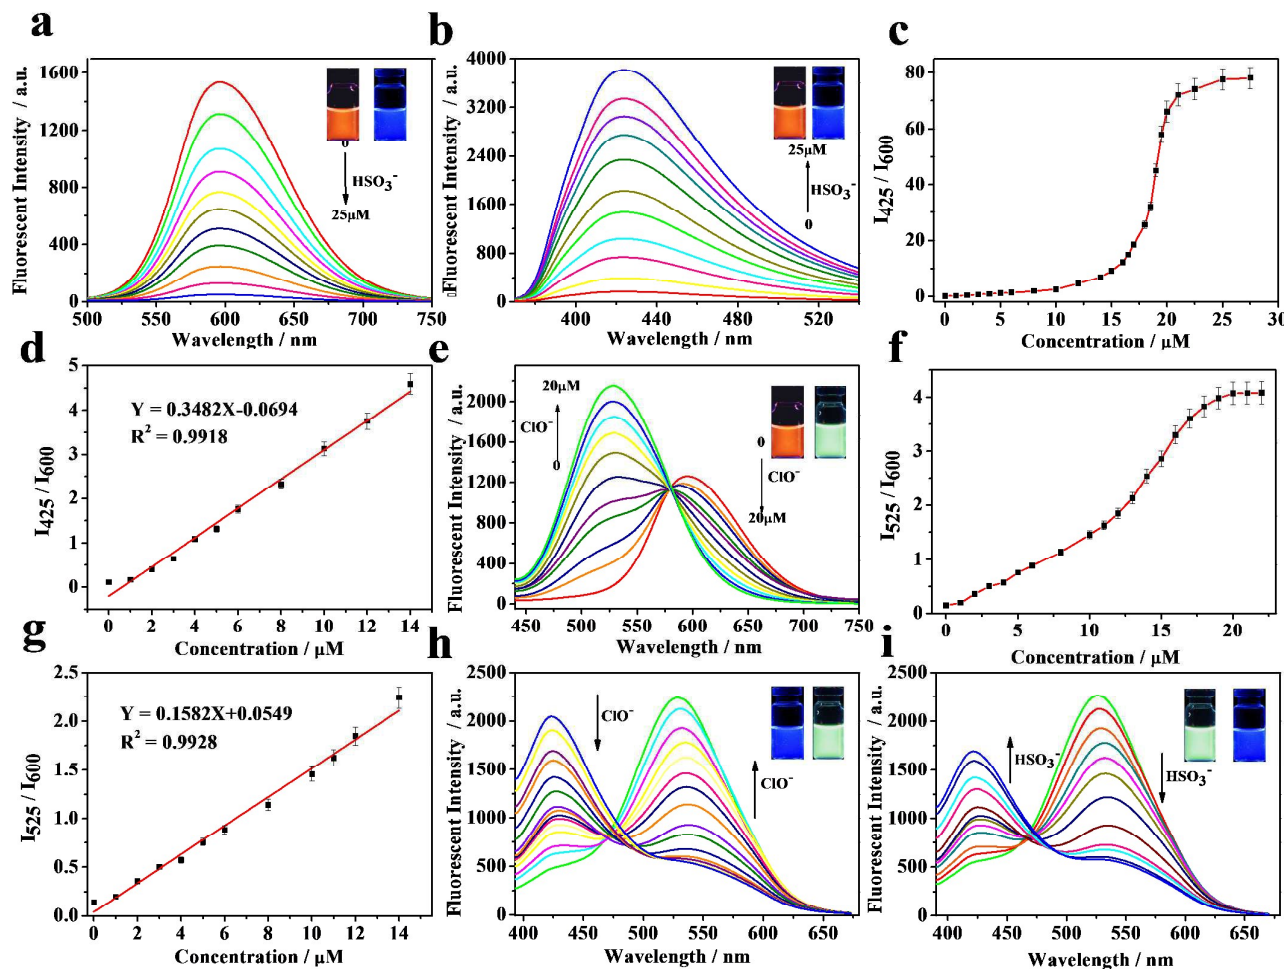 a
1600
1200
800
400
0
500 550 600 650 700 750
Fluorescent Intensity / a.u.
Wavelength / nm
0
HSO₃⁻
25μM
b
4000
3200
2400
1600
800
0
400 440 480 520
▯Fluorescent Intensity / a.u.
Wavelength / nm
25μM
HSO₃⁻
0
c
80
60
40
20
0
0 5 10 15 20 25 30
I₄₂₅ / I₆₀₀
Concentration / μM
d
5
4
3
2
1
0
0 2 4 6 8 10 12 14
I₄₂₅ / I₆₀₀
Concentration / μM
Y = 0.3482X-0.0694
R² = 0.9918
e
2000
1600
1200
800
400
0
450 500 550 600 650 700 750
Fluorescent Intensity / a.u.
Wavelength / nm
20μM
ClO⁻
0
0
ClO⁻
20μM
f
5
4
3
2
1
0
0 5 10 15 20
I₅₂₅ / I₆₀₀
Concentration / μM
g
2.5
2.0
1.5
1.0
0.5
0.0
0 2 4 6 8 10 12 14
I₅₂₅ / I₆₀₀
Concentration / μM
Y = 0.1582X+0.0549
R² = 0.9928
h
2500
2000
1500
1000
500
0
400 450 500 550 600 650
Fluorescent Intensity / a.u.
Wavelength / nm
ClO⁻
ClO⁻
i
2500
2000
1500
1000
500
0
400 450 500 550 600 650
Fluorescent Intensity / a.u.
Wavelength / nm
HSO₃⁻
HSO₃⁻